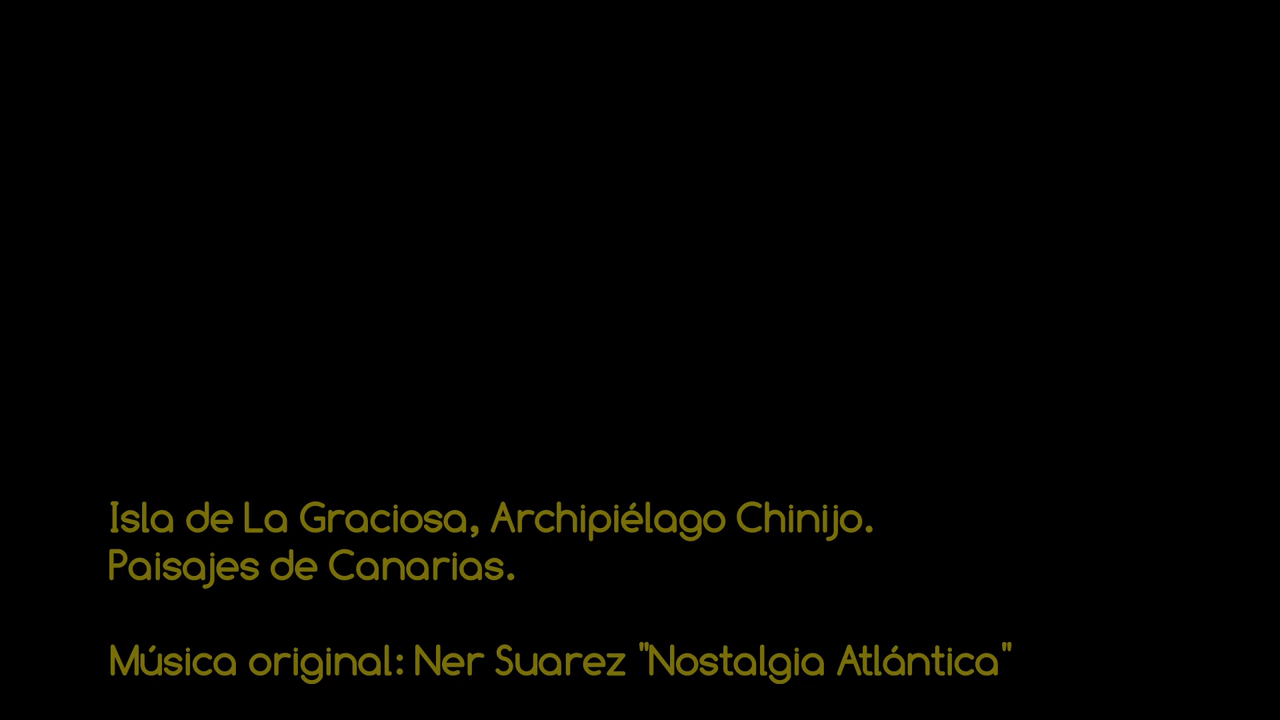 Isla de La Graciosa, Archipiélago Chinijo.
Paisajes de Canarias.
Música original: Ner Suarez "Nostalgia Atlántica"